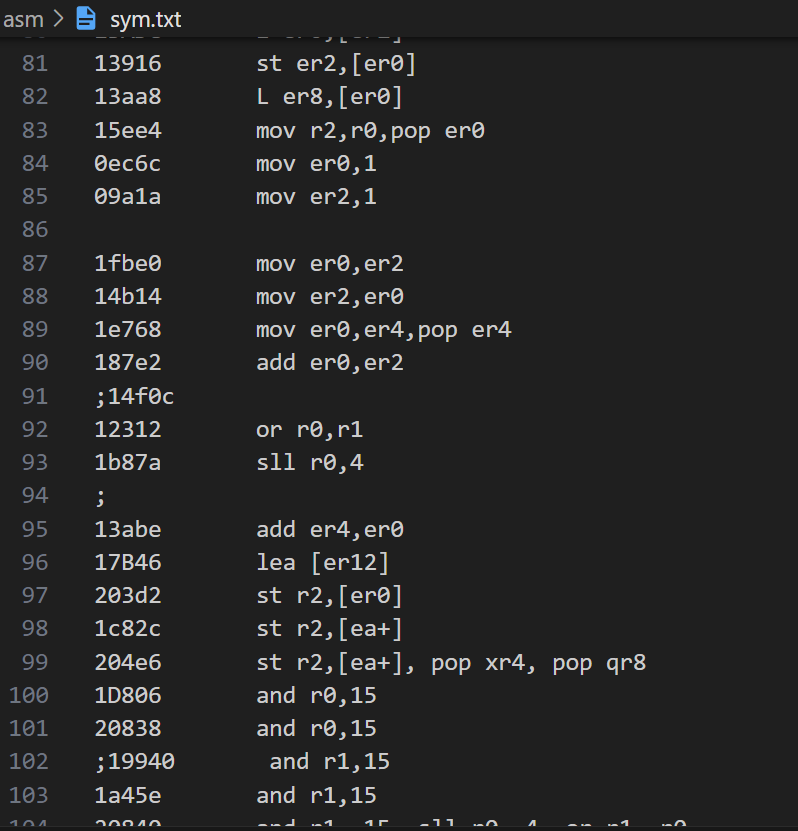 asm > sym.txt
81 13916 st er2,[er0]
82 13aa8 L er8,[er0]
83 15ee4 mov r2,r0,pop er0
84 0ec6c mov er0,1
85 09a1a mov er2,1
86
87 1fbe0 mov er0,er2
88 14b14 mov er2,er0
89 1e768 mov er0,er4,pop er4
90 187e2 add er0,er2
91 ;14f0c
92 12312 or r0,r1
93 1b87a sll r0,4
94 ;
95 13abe add er4,er0
96 17B46 lea [er12]
97 203d2 st r2,[er0]
98 1c82c st r2,[ea+]
99 204e6 st r2,[ea+], pop xr4, pop qr8
100 1D806 and r0,15
101 20838 and r0,15
102 ;19940 and r1,15
103 1a45e and r1,15